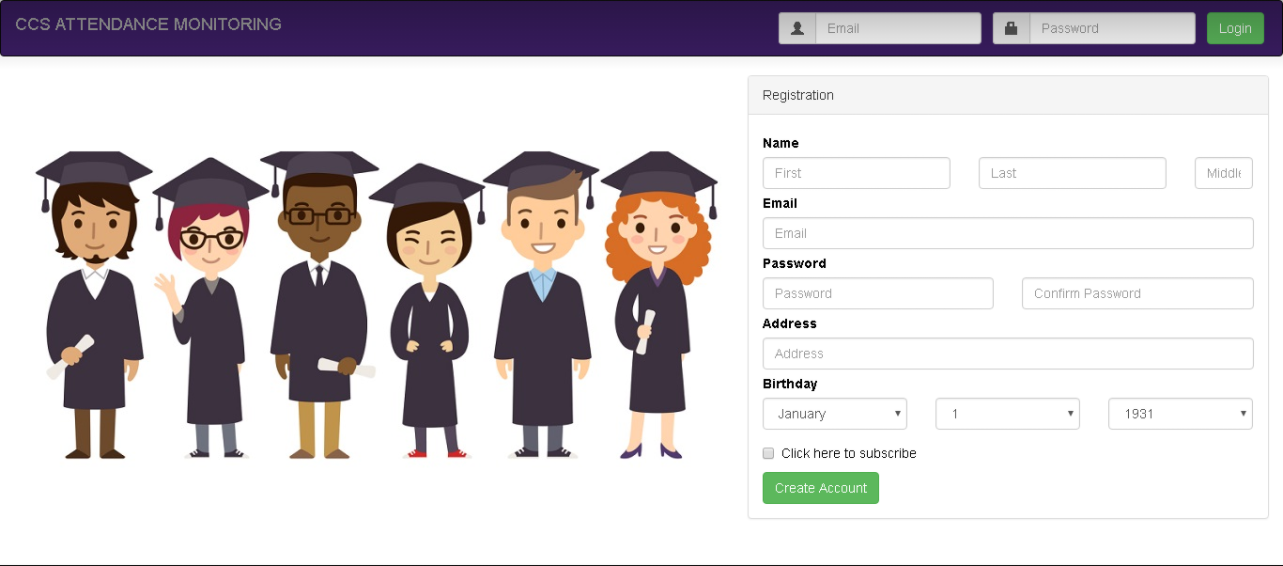 CCS ATTENDANCE MONITORING Email Password Login
Registration
Name
First Last Middle
Email
Email
Password
Password Confirm Password
Address
Address
Birthday
January 1 1931
Click here to subscribe
Create Account